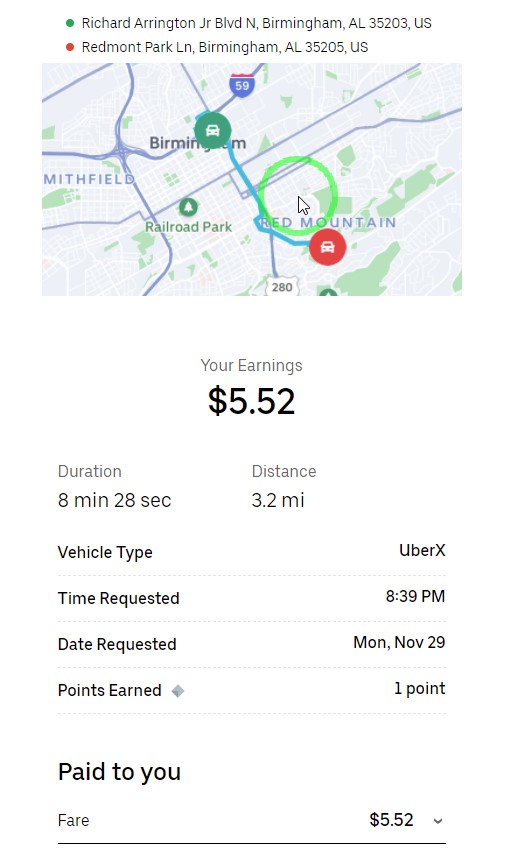 Richard Arrington Jr Blvd N, Birmingham, AL 35203, US
Redmont Park Ln, Birmingham, AL 35205, US
59
Birmingham
MITHFIELD
Railroad Park
RED MOUNTAIN
280
Your Earnings
$5.52
Duration Distance
8 min 28 sec 3.2 mi
Vehicle Type UberX
Time Requested 8:39 PM
Date Requested Mon, Nov 29
Points Earned 1 point
Paid to you
Fare $5.52